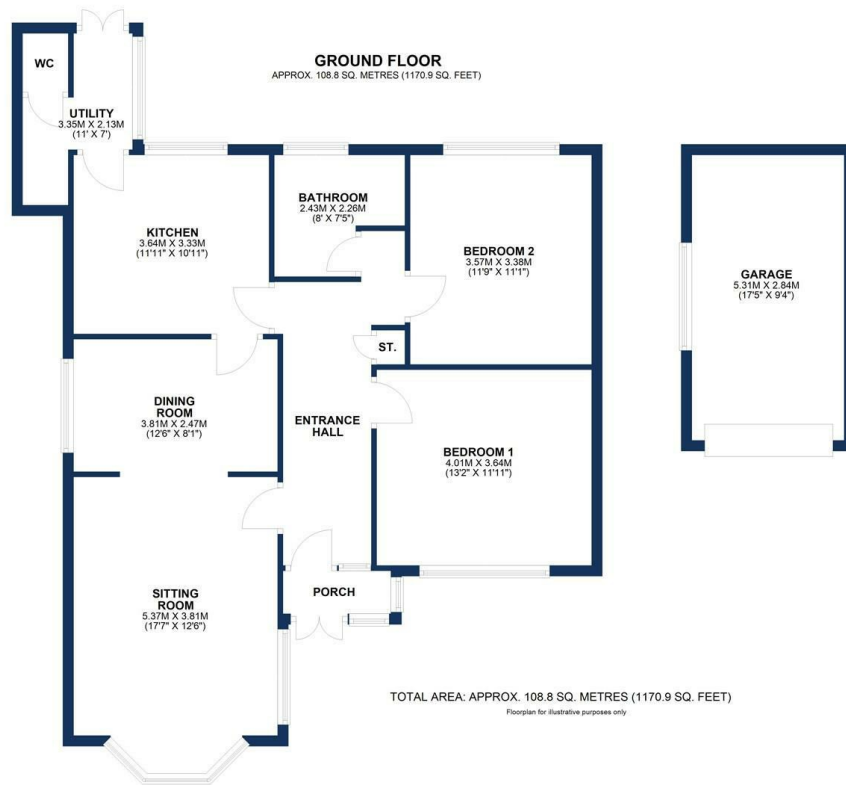 GROUND FLOOR
APPROX. 108.8 SQ. METRES (1170.9 SQ. FEET)
WC
UTILITY
3.35M X 2.13M
(11' X 7')
KITCHEN
3.64M X 3.33M
(11'11" X 10'11")
BATHROOM
2.43M X 2.26M
(8' X 7'5")
BEDROOM 2
3.57M X 3.38M
(11'9" X 11'1")
GARAGE
5.31M X 2.84M
(17'5" X 9'4")
ST.
DINING
ROOM
3.81M X 2.47M
(12'6" X 8'1")
ENTRANCE
HALL
BEDROOM 1
4.01M X 3.64M
(13'2" X 11'11")
SITTING
ROOM
5.37M X 3.81M
(17'7" X 12'6")
PORCH
TOTAL AREA: APPROX. 108.8 SQ. METRES (1170.9 SQ. FEET)
Floorplan for illustrative purposes only